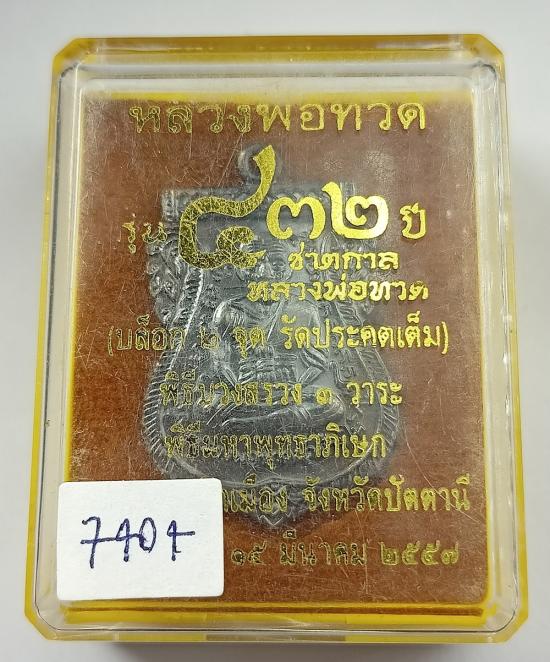 หลวงพ่อทวด
รุ่น ๔๓๒ ปี
ชาตกาล
หลวงพ่อทวด
(บล็อค ๒ จุด รัดประคตเต็ม)
พิธีบวงสรวง ๓ วาระ
พิธีมหาพุทธาภิเษก
เมือง จังหวัดปัตตานี
๑๕ มีนาคม ๒๕๕๗
7404